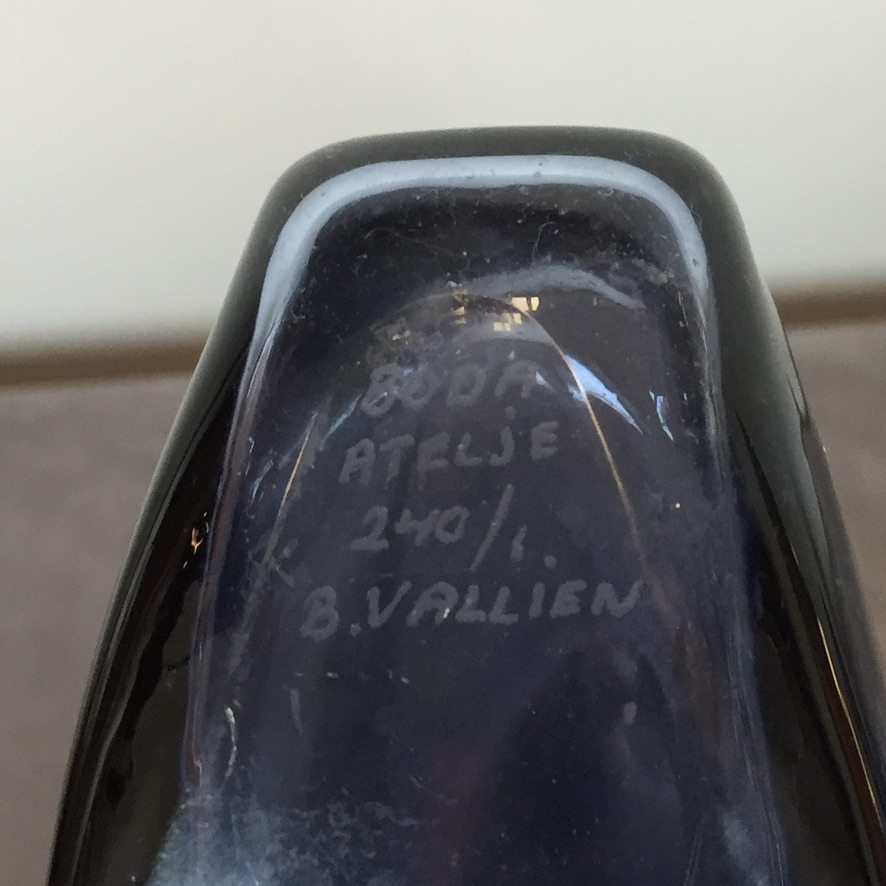 BODA
ATELJE
240/1.
B.VALLIEN